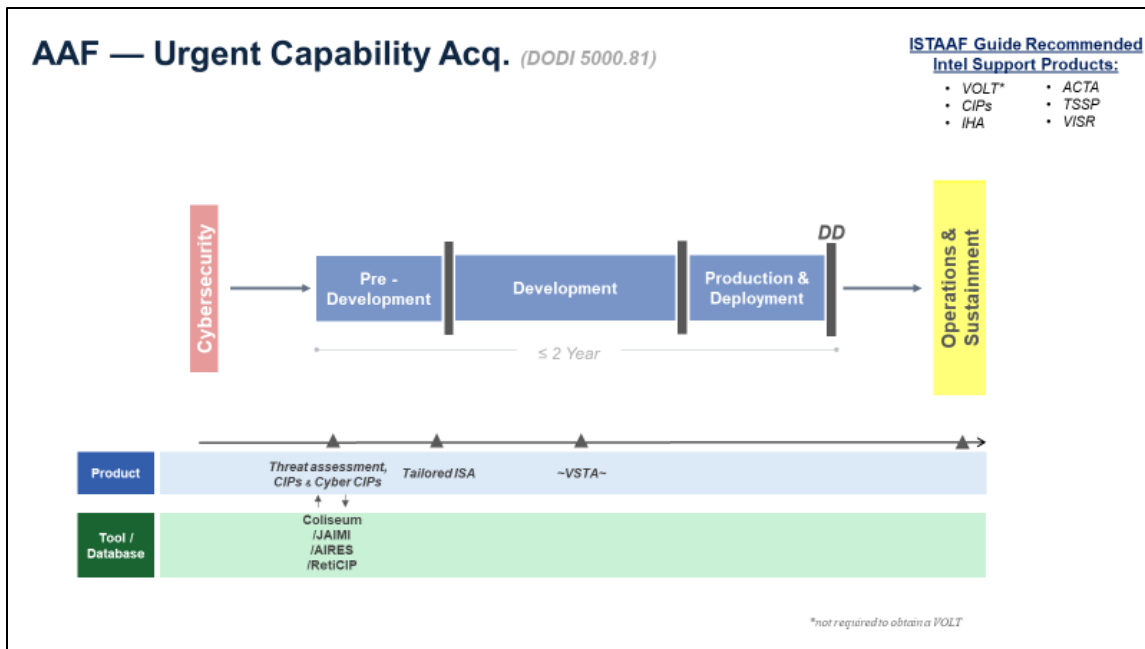 AAF — Urgent Capability Acq. (DODI 5000.81)
ISTAAF Guide Recommended
Intel Support Products:
• VOLT*
• CIPs
• IHA
• ACTA
• TSSP
• VISR
Cybersecurity
Pre -
Development
Development
Production &
Deployment
DD
Operations &
Sustainment
≤ 2 Year
Product
Threat assessment,
CIPs & Cyber CIPs
Tailored ISA
~VSTA~
Tool /
Database
Coliseum
/JAIMI
/AIRES
/RetiCIP
*not required to obtain a VOLT